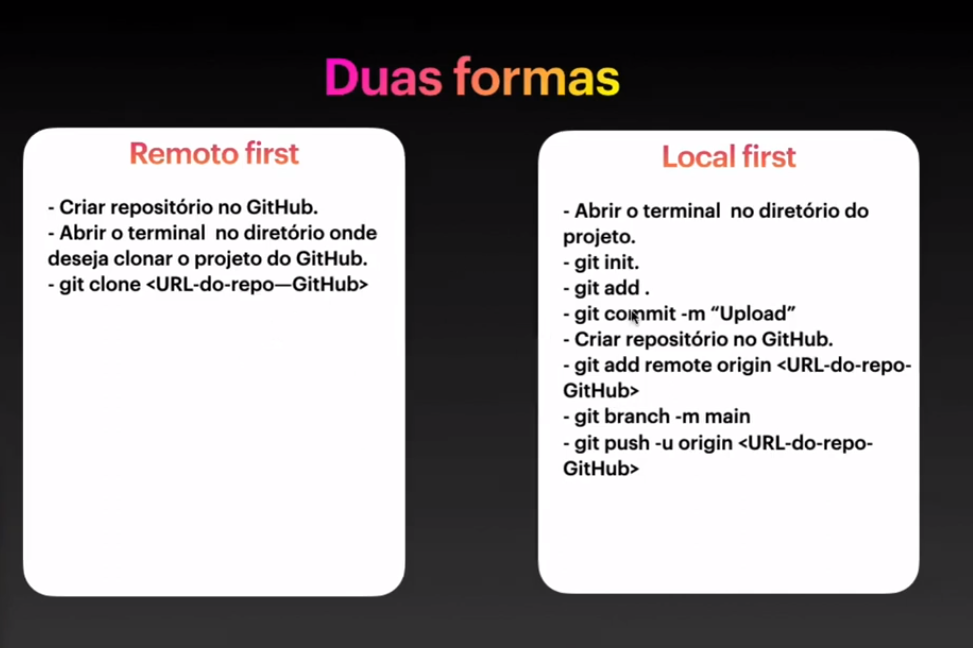 Duas formas
Remoto first
- Criar repositório no GitHub.
- Abrir o terminal  no diretório onde
deseja clonar o projeto do GitHub.
- git clone <URL-do-repo—GitHub>
Local first
- Abrir o terminal  no diretório do
projeto.
- git init.
- git add .
- git commit -m “Upload”
- Criar repositório no GitHub.
- git add remote origin <URL-do-repo-
GitHub>
- git branch -m main
- git push -u origin <URL-do-repo-
GitHub>